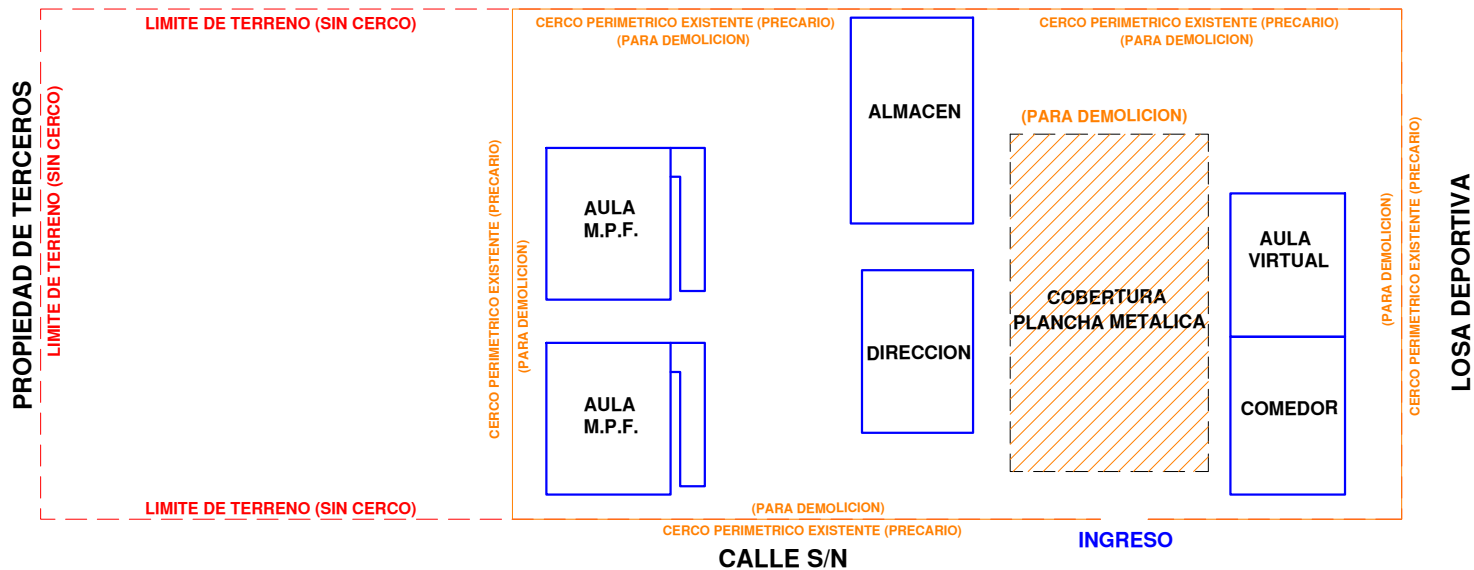 LIMITE DE TERRENO (SIN CERCO)
CERCO PERIMETRICO EXISTENTE (PRECARIO)
(PARA DEMOLICION)
CERCO PERIMETRICO EXISTENTE (PRECARIO)
(PARA DEMOLICION)
PROPIEDAD DE TERCEROS
LIMITE DE TERRENO (SIN CERCO)
CERCO PERIMETRICO EXISTENTE (PRECARIO)
(PARA DEMOLICION)
AULA
M.P.F.
AULA
M.P.F.
ALMACEN
DIRECCION
(PARA DEMOLICION)
COBERTURA
PLANCHA METALICA
AULA
VIRTUAL
COMEDOR
(PARA DEMOLICION)
CERCO PERIMETRICO EXISTENTE (PRECARIO)
LOSA DEPORTIVA
LIMITE DE TERRENO (SIN CERCO)
(PARA DEMOLICION)
CERCO PERIMETRICO EXISTENTE (PRECARIO)
INGRESO
CALLE S/N